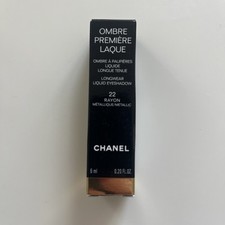 OMBRE
PREMIÈRE
LAQUE
OMBRE À PAUPIÈRES
LIQUIDE
LONGUE TENUE
LONGWEAR
LIQUID EYESHADOW
22
RAYON
MÉTALLIQUE/METALLIC
CHANEL
6 ml 0.20 FL. OZ.